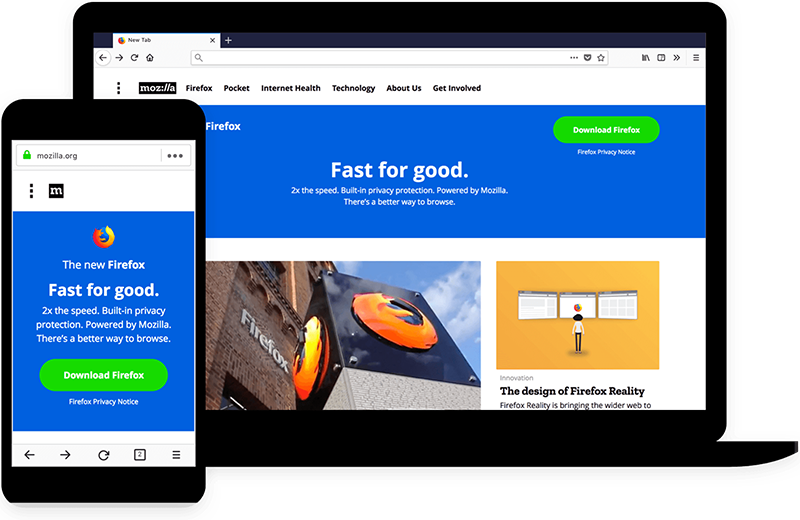 New Tab
moz://a
Firefox
Pocket
Internet Health
Technology
About Us
Get Involved
Firefox
Download Firefox
Firefox Privacy Notice
Fast for good.
2x the speed. Built-in privacy protection. Powered by Mozilla.
There's a better way to browse.
Firefox
Innovation
The design of Firefox Reality
Firefox Reality is bringing the wider web to
mozilla.org
m
The new Firefox
Fast for good.
2x the speed. Built-in privacy
protection. Powered by Mozilla.
There's a better way to browse.
Download Firefox
Firefox Privacy Notice
2